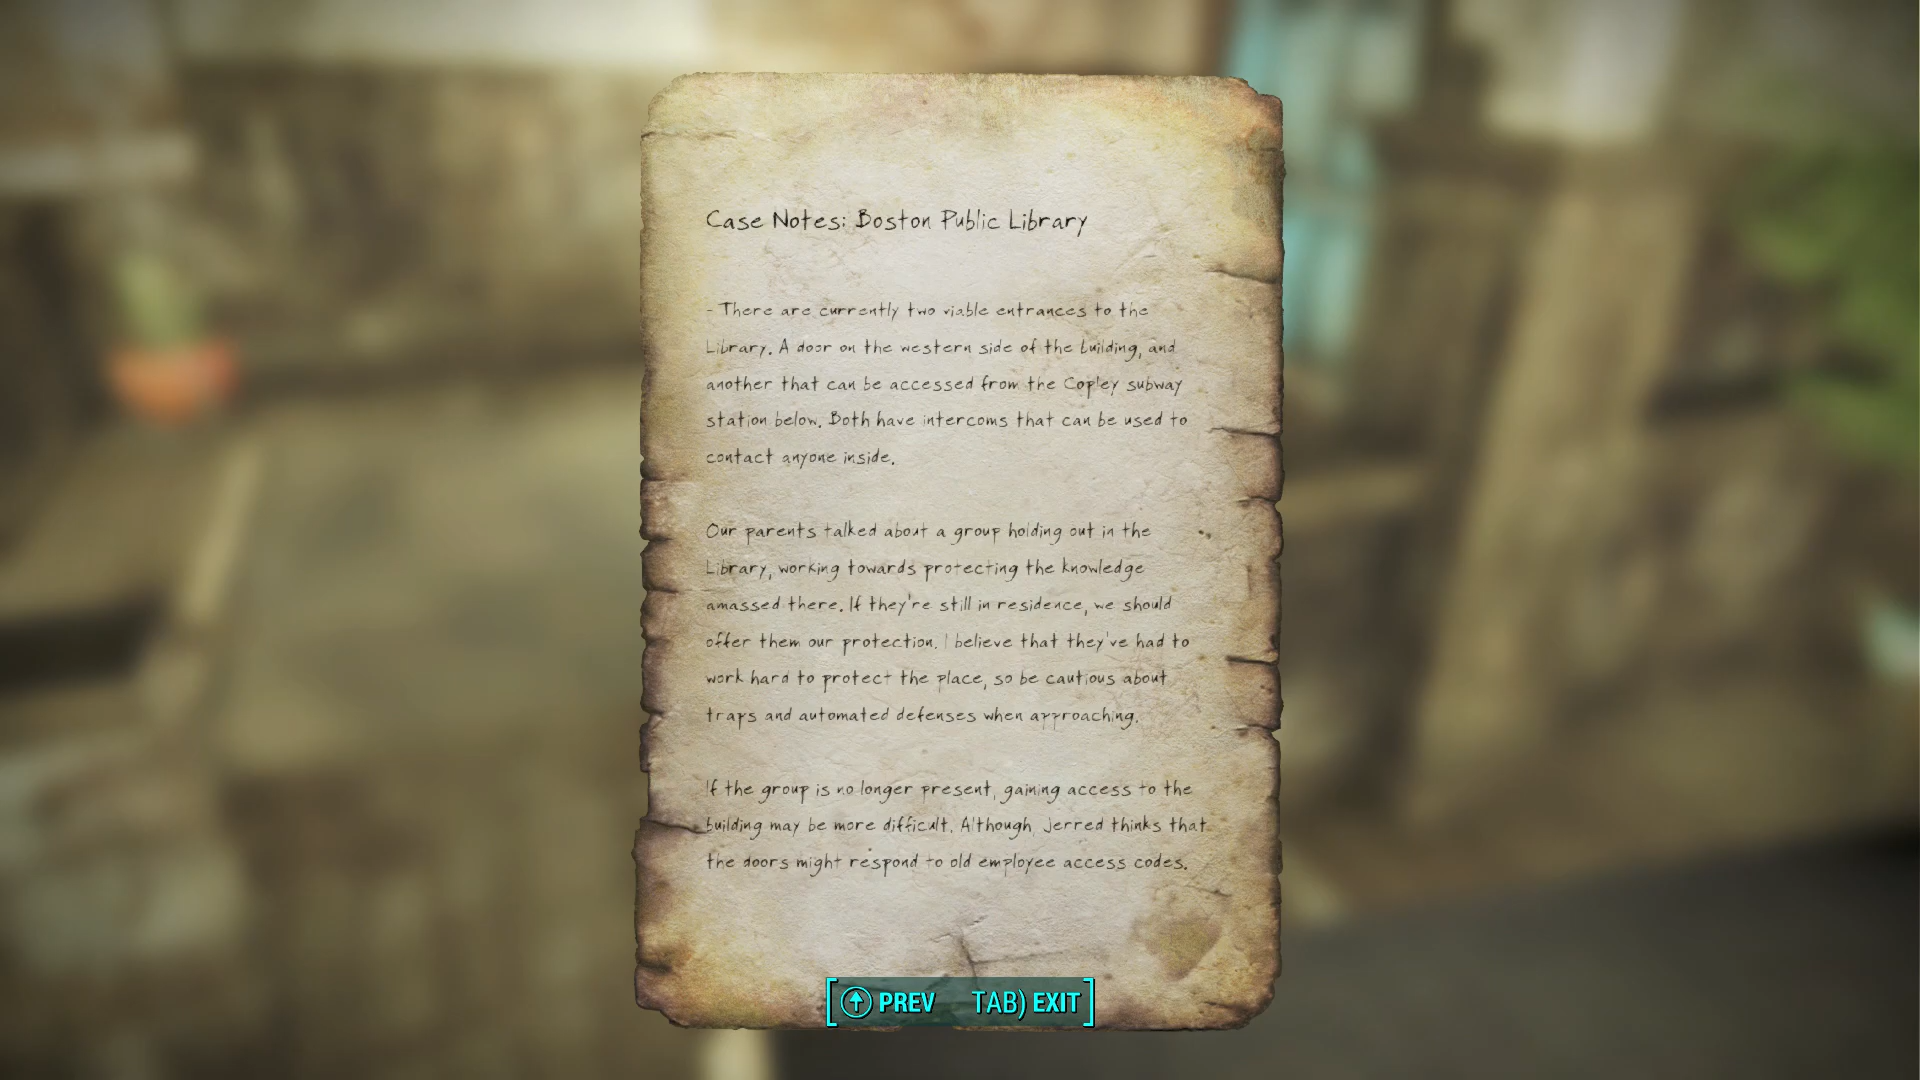 Case Notes: Boston Public Library
- There are currently two viable entrances to the
Library. A door on the western side of the building, and
another that can be accessed from the Copley subway
station below. Both have intercoms that can be used to
contact anyone inside.
Our parents talked about a group holding out in the
Library, working towards protecting the knowledge
amassed there. If they're still in residence, we should
offer them our protection. I believe that they've had to
work hard to protect the place, so be cautious about
traps and automated defenses when approaching.
If the group is no longer present, gaining access to the
building may be more difficult. Although, Jerred thinks that
the doors might respond to old employee access codes.
PREV TAB) EXIT